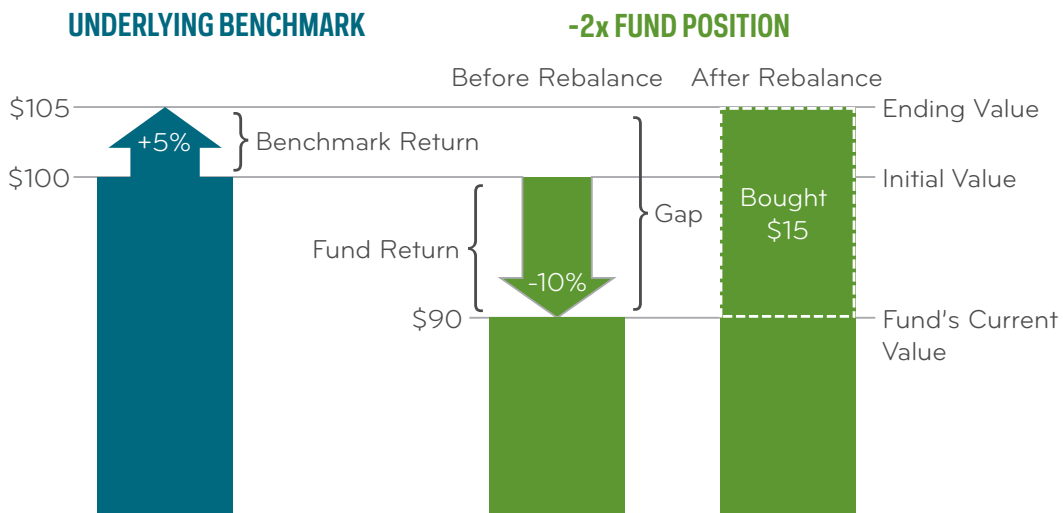 UNDERLYING BENCHMARK
-2x FUND POSITION
Before Rebalance
After Rebalance
$105
Ending Value
+5%
Benchmark Return
$100
Initial Value
Bought
$15
Gap
Fund Return
-10%
$90
Fund's Current
Value